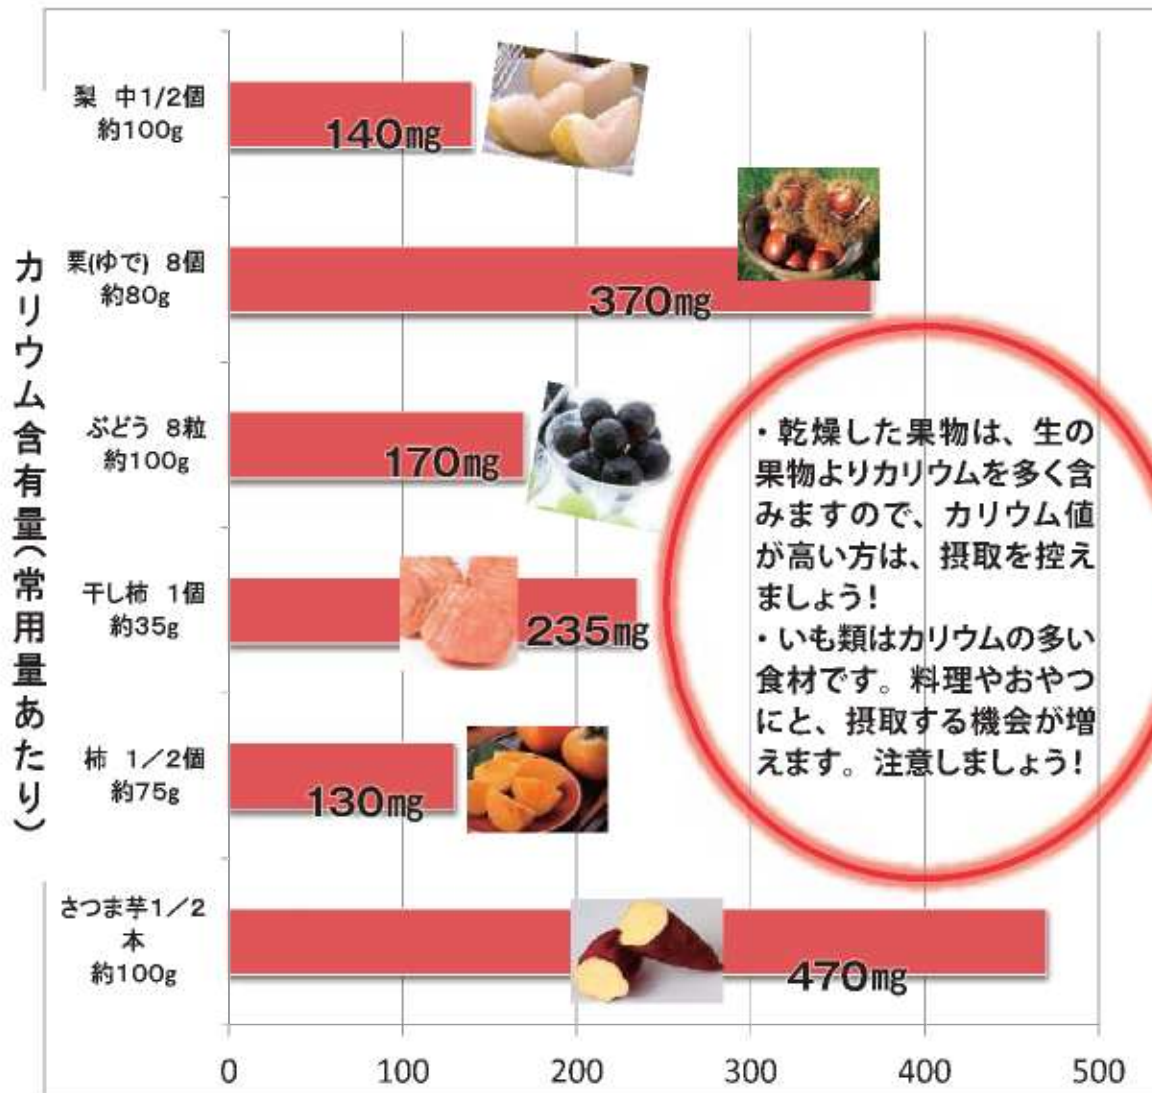 カリウム含有量(常用量あたり)
梨 中1/2個
約100g
140㎎
栗(ゆで) 8個
約80g
370㎎
ぶどう 8粒
約100g
170㎎
干し柿 1個
約35g
235㎎
柿 1／2個
約75g
130㎎
さつま芋1／2
本
約100g
470㎎
・乾燥した果物は、生の
果物よりカリウムを多く含
みますので、カリウム値
が高い方は、摂取を控え
ましょう!
・いも類はカリウムの多い
食材です。料理やおやつ
にと、摂取する機会が増
えます。注意しましょう!
0 100 200 300 400 500